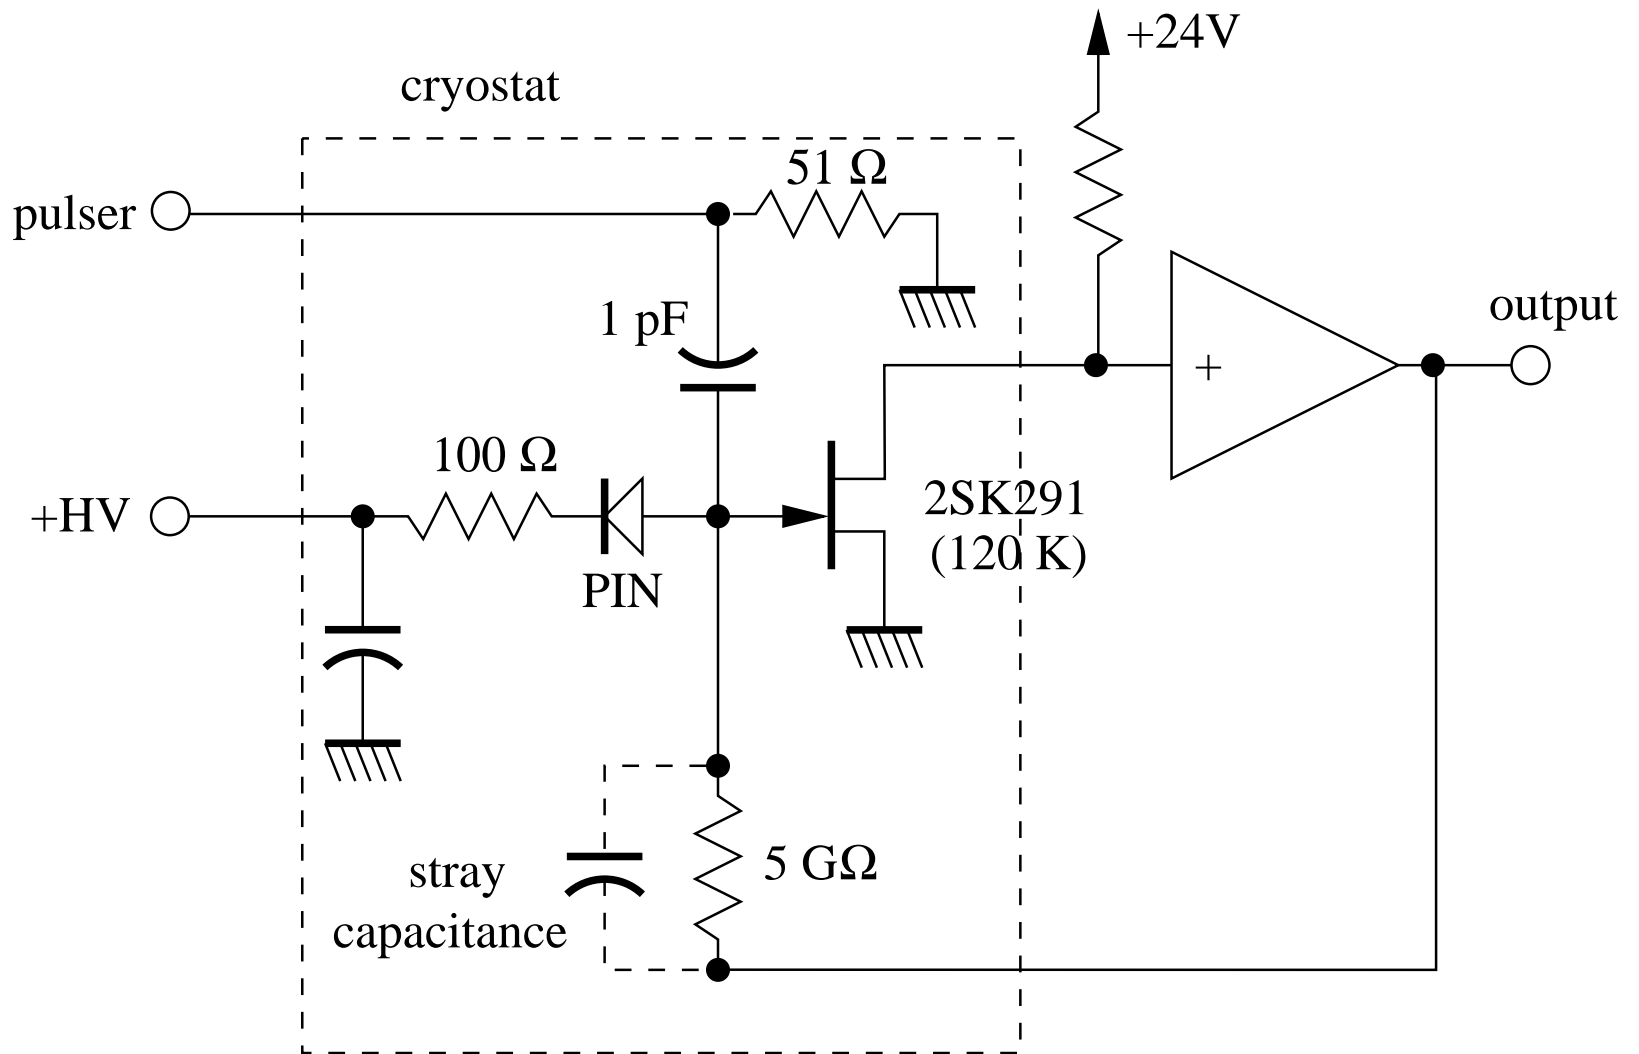 +24V
cryostat
51 Ω
pulser
1 pF
output
+
100 Ω
+HV
2SK291
(120 K)
PIN
5 GΩ
stray
capacitance